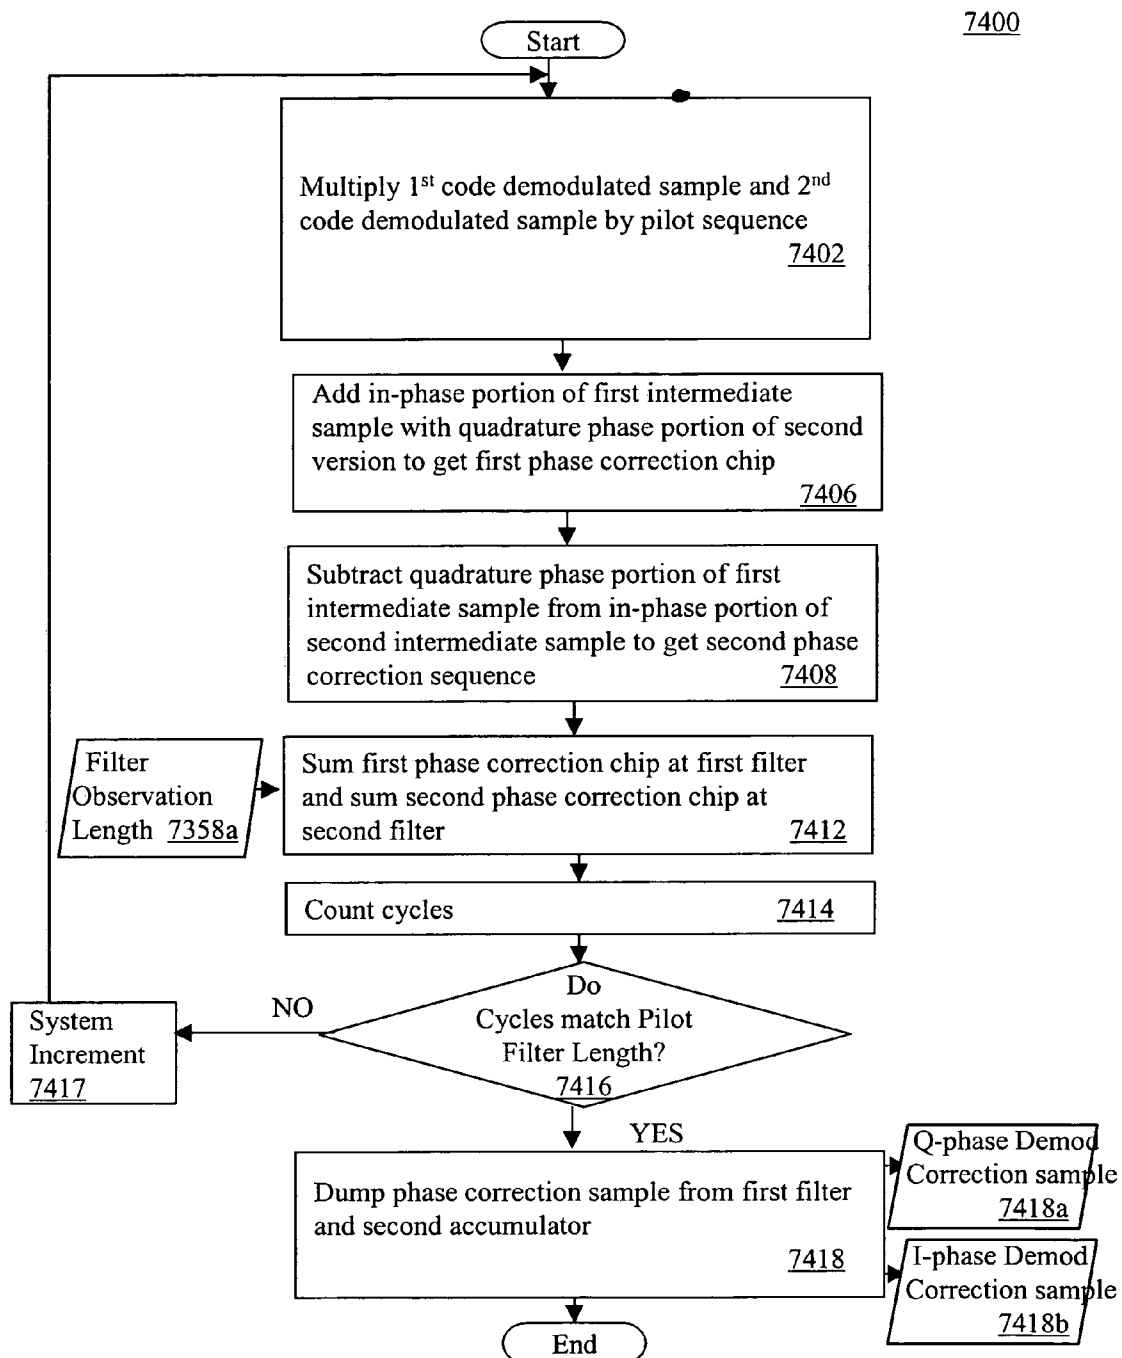 7400
Start
Multiply 1st code demodulated sample and 2nd
code demodulated sample by pilot sequence
7402
Add in-phase portion of first intermediate
sample with quadrature phase portion of second
version to get first phase correction chip
7406
Subtract quadrature phase portion of first
intermediate sample from in-phase portion of
second intermediate sample to get second phase
correction sequence 7408
Filter
Observation
Length 7358a
Sum first phase correction chip at first filter
and sum second phase correction chip at
second filter 7412
Count cycles 7414
Do
Cycles match Pilot
Filter Length?
7416
NO
System
Increment
7417
YES
Dump phase correction sample from first filter
and second accumulator
7418
Q-phase Demod
Correction sample
7418a
I-phase Demod
Correction sample
7418b
End